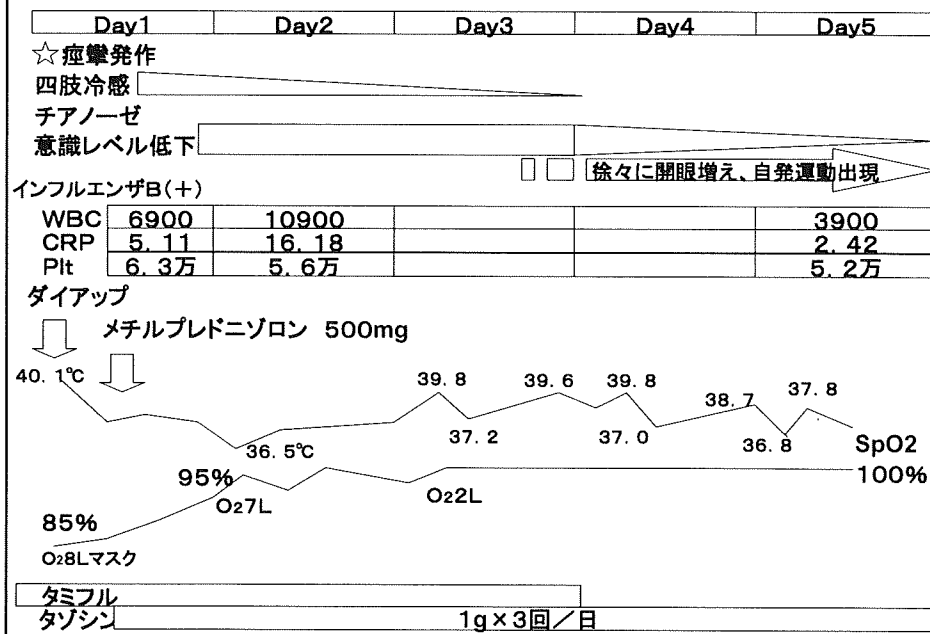 Day1 Day2 Day3 Day4 Day5
☆痙攣発作
四肢冷感
チアノーゼ
意識レベル低下
徐々に開眼増え、自発運動出現
インフルエンザB(+)
WBC 6900 10900 3900
CRP 5. 11 16. 18 2. 42
Plt 6. 3万 5. 6万 5. 2万
ダイアップ
メチルプレドニゾロン 500mg
40. 1℃ 39. 8 39. 6 39. 8 38. 7 37. 8
36. 5℃ 37. 2 37. 0 36. 8 SpO2
95% 100%
O27L O22L
85%
O28Lマスク
タミフル
タゾシン 1g×3回/日